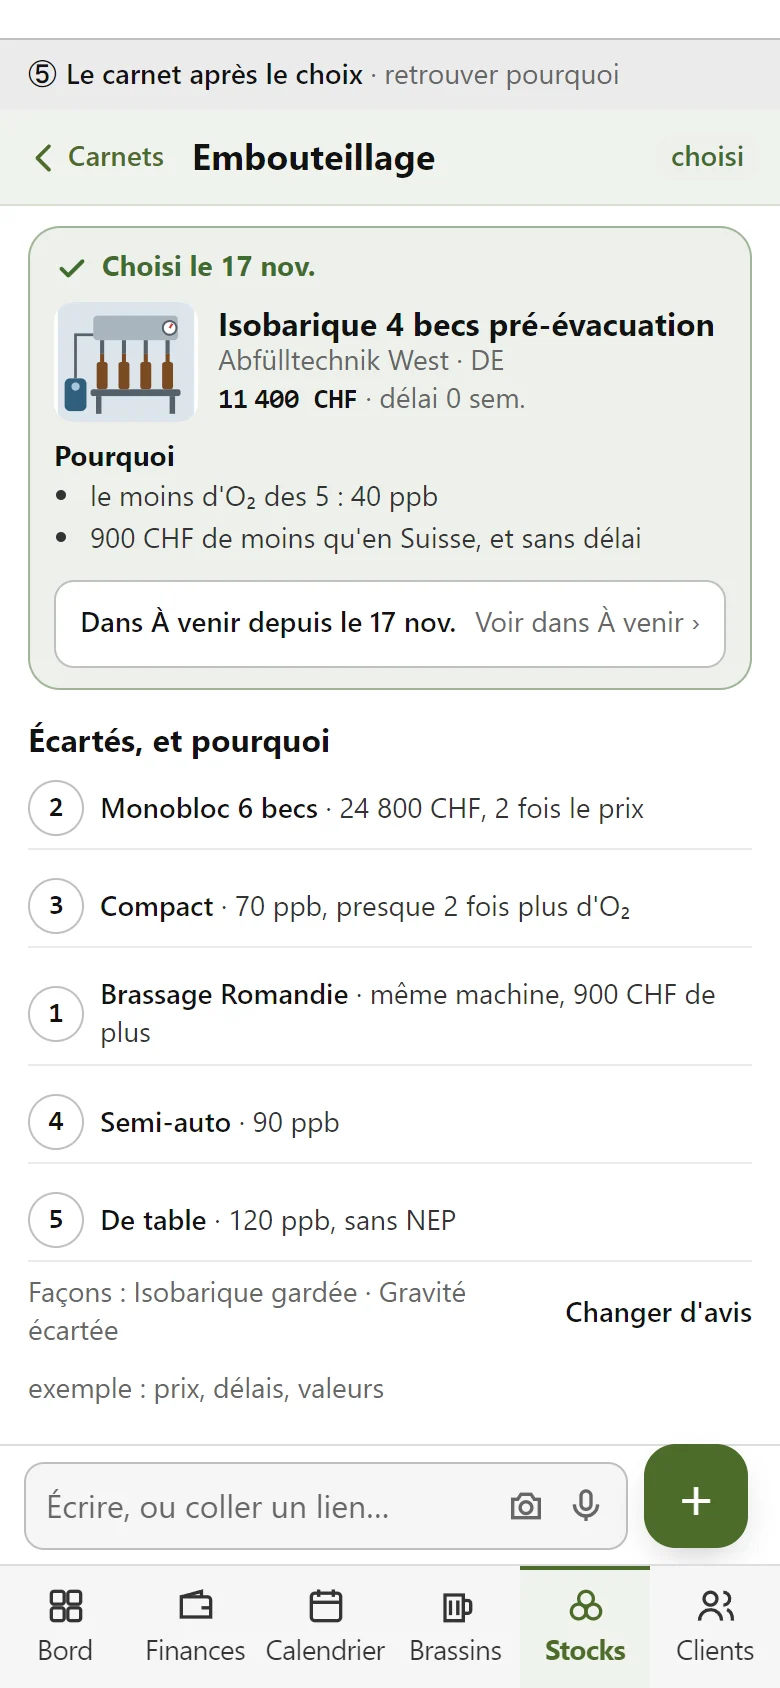 ⑤ Le carnet après le choix · retrouver pourquoi
Carnets
Embouteillage
choisi
Choisi le 17 nov.
Isobarique 4 becs pré-évacuation
Abfülltechnik West · DE
11 400 CHF · délai 0 sem.
Pourquoi
• le moins d'O₂ des 5 : 40 ppb
• 900 CHF de moins qu'en Suisse, et sans délai
Dans À venir depuis le 17 nov. Voir dans À venir ›
Écartés, et pourquoi
2 Monobloc 6 becs · 24 800 CHF, 2 fois le prix
3 Compact · 70 ppb, presque 2 fois plus d'O₂
1 Brassage Romandie · même machine, 900 CHF de
plus
4 Semi-auto · 90 ppb
5 De table · 120 ppb, sans NEP
Façons : Isobarique gardée · Gravité
écartée
Changer d'avis
exemple : prix, délais, valeurs
Écrire, ou coller un lien...
Bord
Finances
Calendrier
Brassins
Stocks
Clients